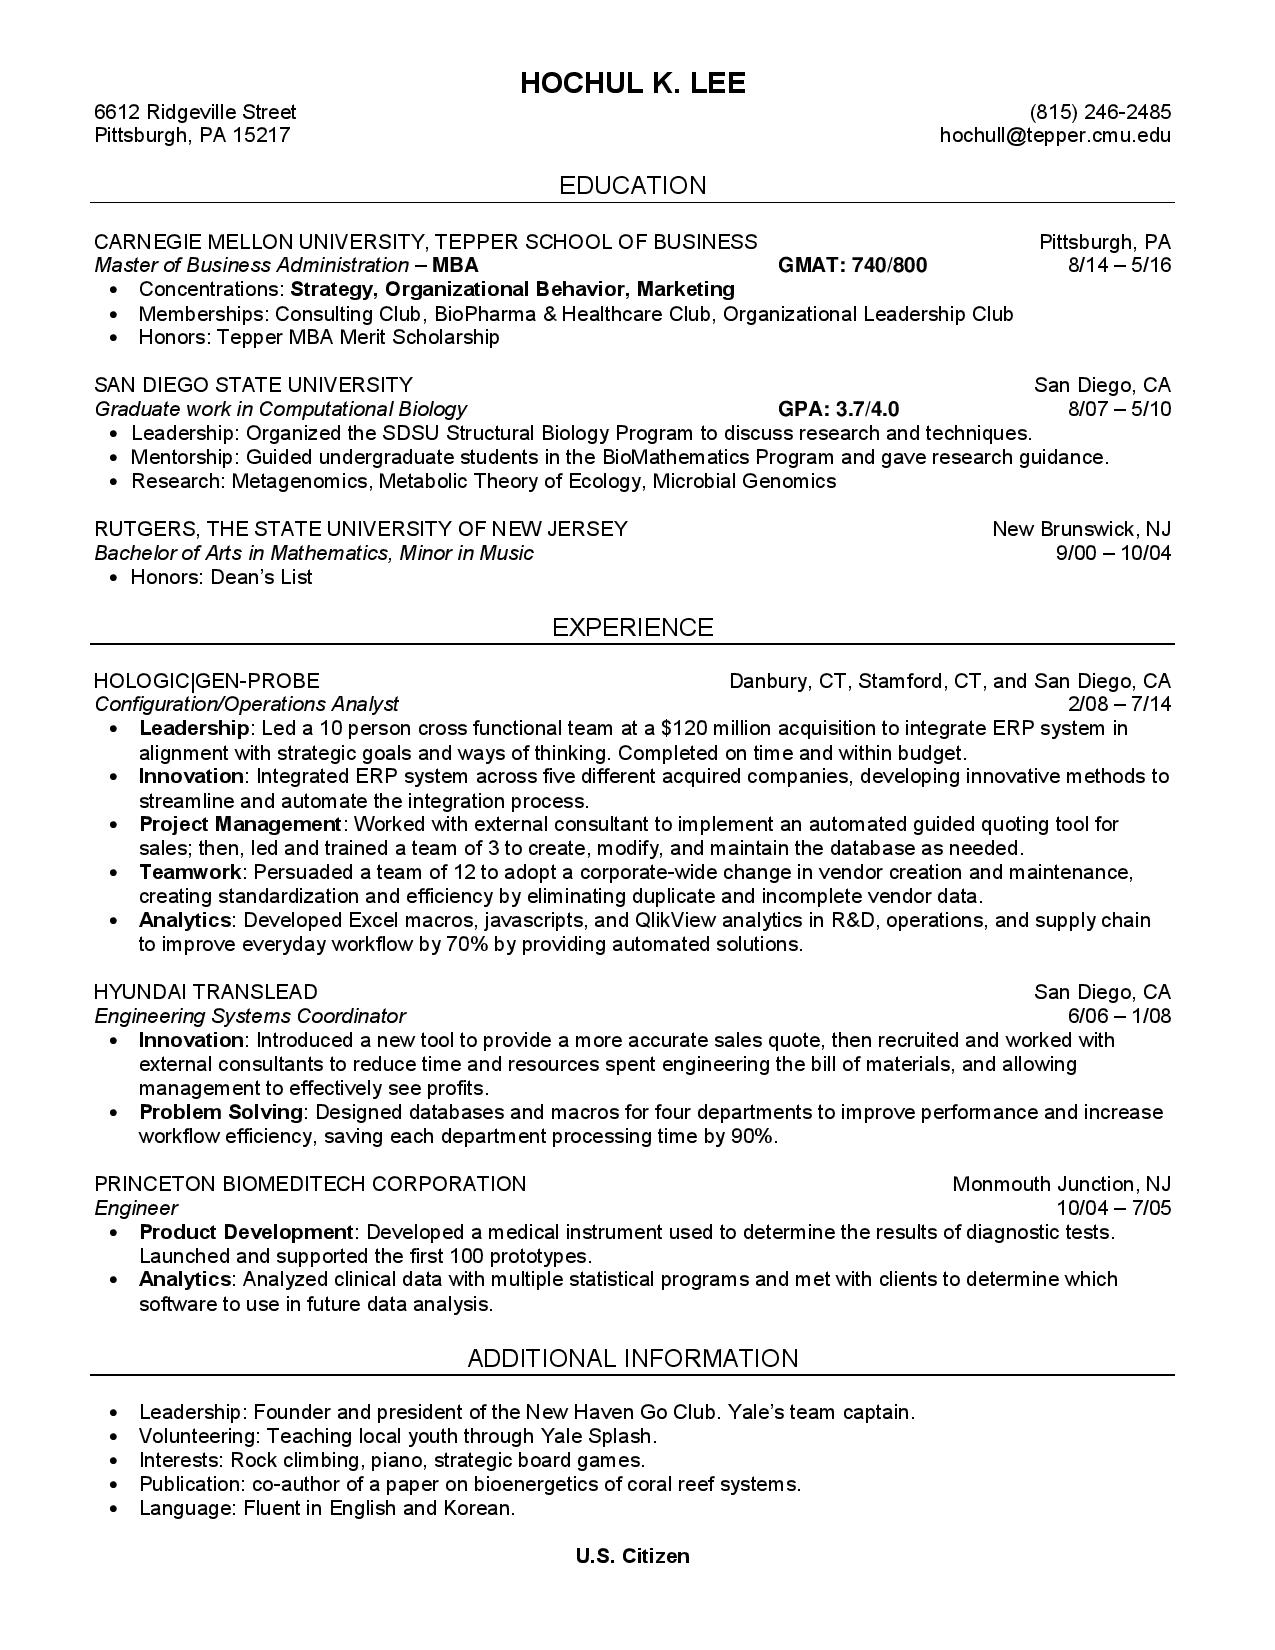 HOCHUL K. LEE
6612 Ridgeville Street (815) 246-2485
Pittsburgh, PA 15217 hochull@tepper.cmu.edu
EDUCATION
CARNEGIE MELLON UNIVERSITY, TEPPER SCHOOL OF BUSINESS Pittsburgh, PA
Master of Business Administration – MBA GMAT: 740/800 8/14 – 5/16
• Concentrations: Strategy, Organizational Behavior, Marketing
• Memberships: Consulting Club, BioPharma & Healthcare Club, Organizational Leadership Club
• Honors: Tepper MBA Merit Scholarship
SAN DIEGO STATE UNIVERSITY San Diego, CA
Graduate work in Computational Biology GPA: 3.7/4.0 8/07 – 5/10
• Leadership: Organized the SDSU Structural Biology Program to discuss research and techniques.
• Mentorship: Guided undergraduate students in the BioMathematics Program and gave research guidance.
• Research: Metagenomics, Metabolic Theory of Ecology, Microbial Genomics
RUTGERS, THE STATE UNIVERSITY OF NEW JERSEY New Brunswick, NJ
Bachelor of Arts in Mathematics, Minor in Music 9/00 – 10/04
• Honors: Dean's List
EXPERIENCE
HOLOGIC|GEN-PROBE Danbury, CT, Stamford, CT, and San Diego, CA
Configuration/Operations Analyst 2/08 – 7/14
• Leadership: Led a 10 person cross functional team at a $120 million acquisition to integrate ERP system in
alignment with strategic goals and ways of thinking. Completed on time and within budget.
• Innovation: Integrated ERP system across five different acquired companies, developing innovative methods to
streamline and automate the integration process.
• Project Management: Worked with external consultant to implement an automated guided quoting tool for
sales; then, led and trained a team of 3 to create, modify, and maintain the database as needed.
• Teamwork: Persuaded a team of 12 to adopt a corporate-wide change in vendor creation and maintenance,
creating standardization and efficiency by eliminating duplicate and incomplete vendor data.
• Analytics: Developed Excel macros, javascripts, and QlikView analytics in R&D, operations, and supply chain
to improve everyday workflow by 70% by providing automated solutions.
HYUNDAI TRANSLEAD San Diego, CA
Engineering Systems Coordinator 6/06 – 1/08
• Innovation: Introduced a new tool to provide a more accurate sales quote, then recruited and worked with
external consultants to reduce time and resources spent engineering the bill of materials, and allowing
management to effectively see profits.
• Problem Solving: Designed databases and macros for four departments to improve performance and increase
workflow efficiency, saving each department processing time by 90%.
PRINCETON BIOMEDITECH CORPORATION Monmouth Junction, NJ
Engineer 10/04 – 7/05
• Product Development: Developed a medical instrument used to determine the results of diagnostic tests.
Launched and supported the first 100 prototypes.
• Analytics: Analyzed clinical data with multiple statistical programs and met with clients to determine which
software to use in future data analysis.
ADDITIONAL INFORMATION
• Leadership: Founder and president of the New Haven Go Club. Yale's team captain.
• Volunteering: Teaching local youth through Yale Splash.
• Interests: Rock climbing, piano, strategic board games.
• Publication: co-author of a paper on bioenergetics of coral reef systems.
• Language: Fluent in English and Korean.
U.S. Citizen